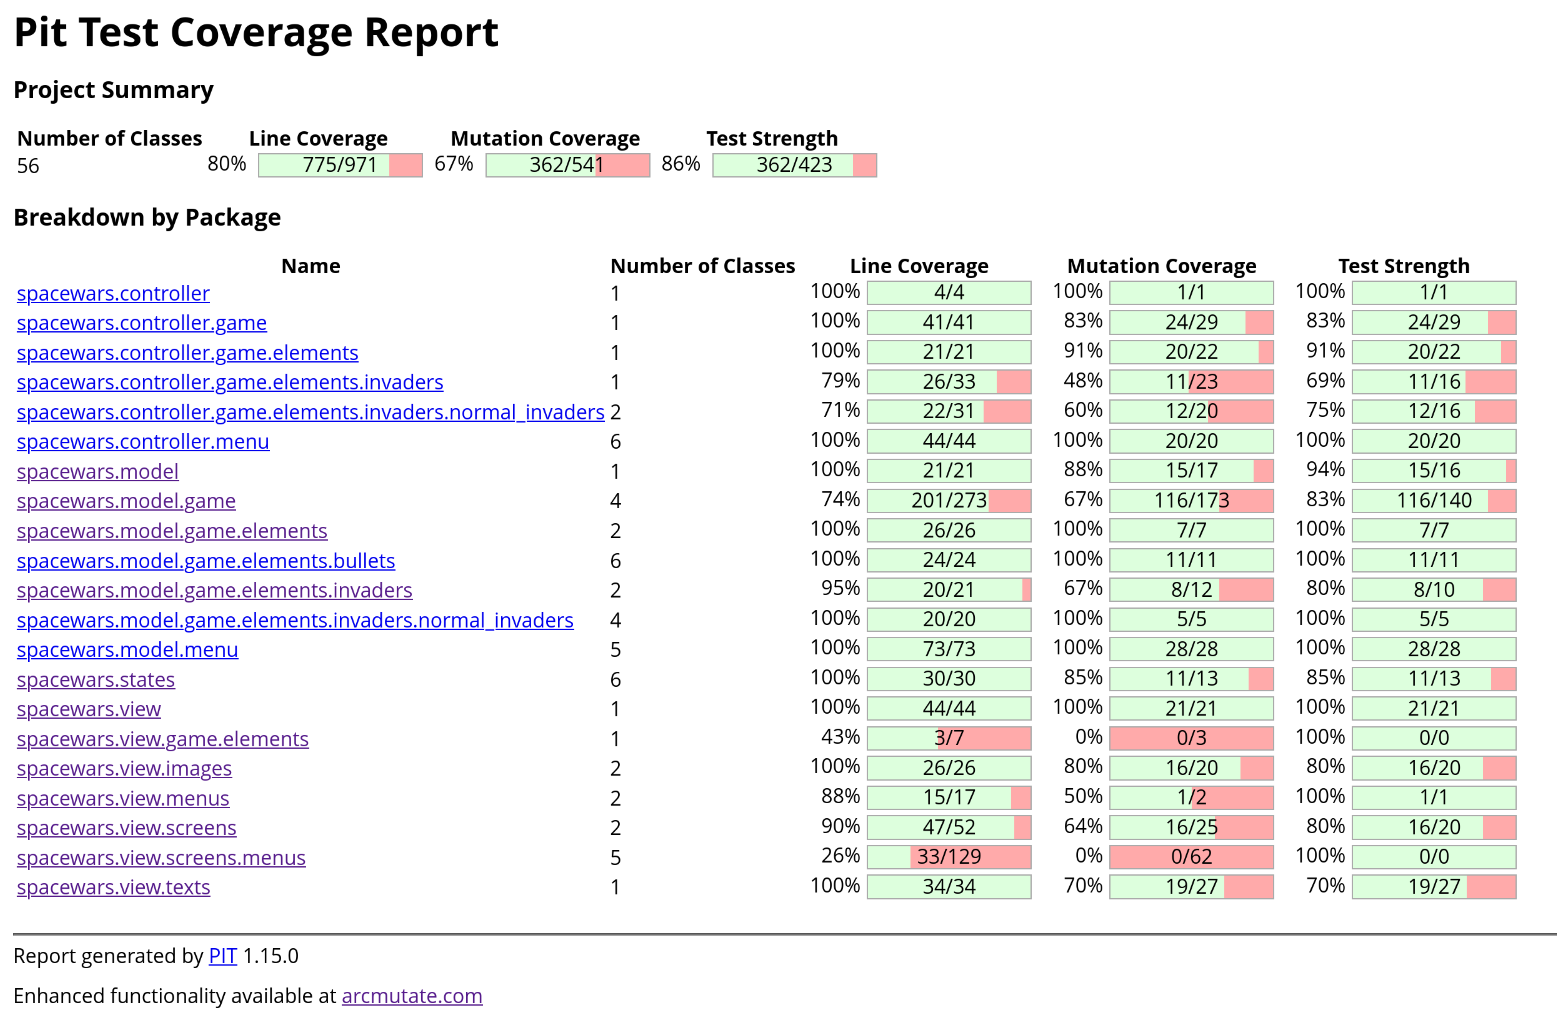 Pit Test Coverage Report
Project Summary
Number of Classes Line Coverage Mutation Coverage Test Strength
56 80% 775/971 67% 362/541 86% 362/423
Breakdown by Package
Name Number of Classes Line Coverage Mutation Coverage Test Strength
spacewars.controller 1 100% 4/4 100% 1/1 100% 1/1
spacewars.controller.game 1 100% 41/41 83% 24/29 83% 24/29
spacewars.controller.game.elements 1 100% 21/21 91% 20/22 91% 20/22
spacewars.controller.game.elements.invaders 1 79% 26/33 48% 11/23 69% 11/16
spacewars.controller.game.elements.invaders.normal_invaders 2 71% 22/31 60% 12/20 75% 12/16
spacewars.controller.menu 6 100% 44/44 100% 20/20 100% 20/20
spacewars.model 1 100% 21/21 88% 15/17 94% 15/16
spacewars.model.game 4 74% 201/273 67% 116/173 83% 116/140
spacewars.model.game.elements 2 100% 26/26 100% 7/7 100% 7/7
spacewars.model.game.elements.bullets 6 100% 24/24 100% 11/11 100% 11/11
spacewars.model.game.elements.invaders 2 95% 20/21 67% 8/12 80% 8/10
spacewars.model.game.elements.invaders.normal_invaders 4 100% 20/20 100% 5/5 100% 5/5
spacewars.model.menu 5 100% 73/73 100% 28/28 100% 28/28
spacewars.states 6 100% 30/30 85% 11/13 85% 11/13
spacewars.view 1 100% 44/44 100% 21/21 100% 21/21
spacewars.view.game.elements 1 43% 3/7 0% 0/3 100% 0/0
spacewars.view.images 2 100% 26/26 80% 16/20 80% 16/20
spacewars.view.menus 2 88% 15/17 50% 1/2 100% 1/1
spacewars.view.screens 2 90% 47/52 64% 16/25 80% 16/20
spacewars.view.screens.menus 5 26% 33/129 0% 0/62 100% 0/0
spacewars.view.texts 1 100% 34/34 70% 19/27 70% 19/27
Report generated by PIT 1.15.0
Enhanced functionality available at arcmutate.com